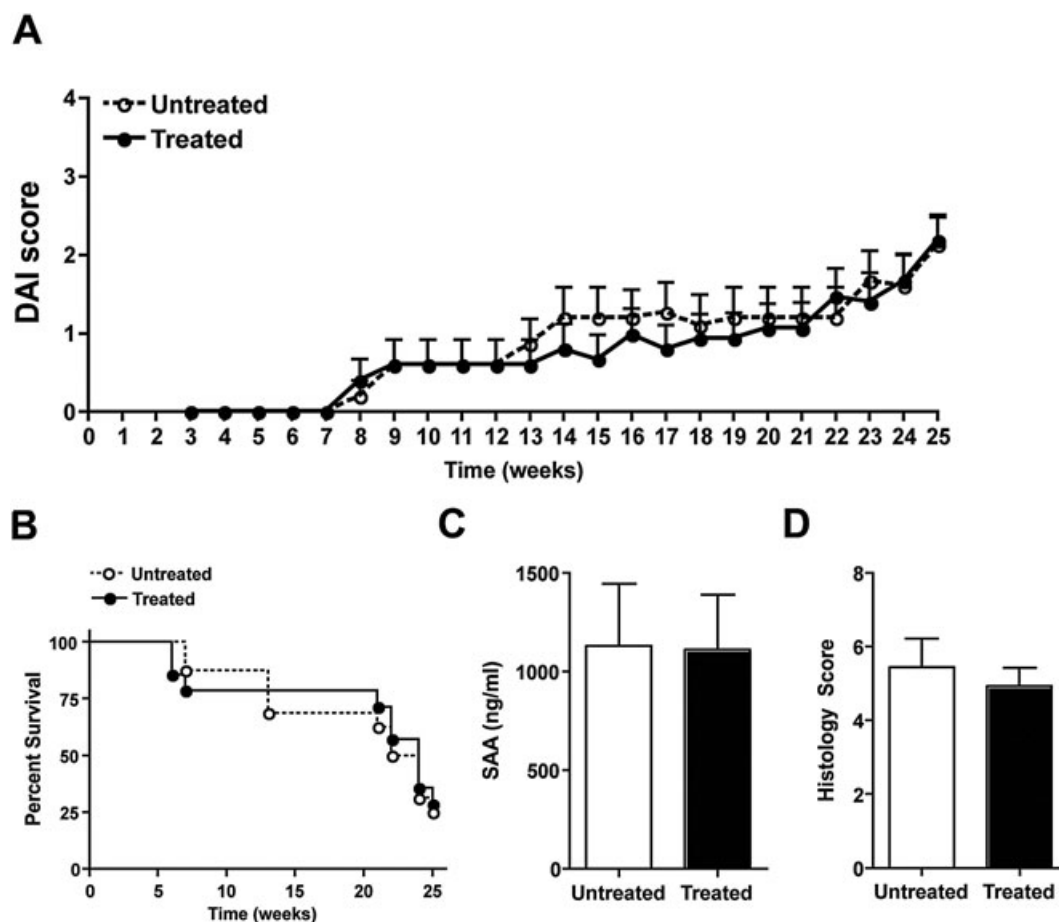 A
Untreated
Treated
4
3
2
1
0
DAI score
0 1 2 3 4 5 6 7 8 9 10 11 12 13 14 15 16 17 18 19 20 21 22 23 24 25
Time (weeks)
B
Untreated
Treated
100
75
50
25
0
Percent Survival
0 5 10 15 20 25
Time (weeks)
C
1500
1000
500
0
SAA (ng/ml)
Untreated Treated
D
8
6
4
2
0
Histology Score
Untreated Treated